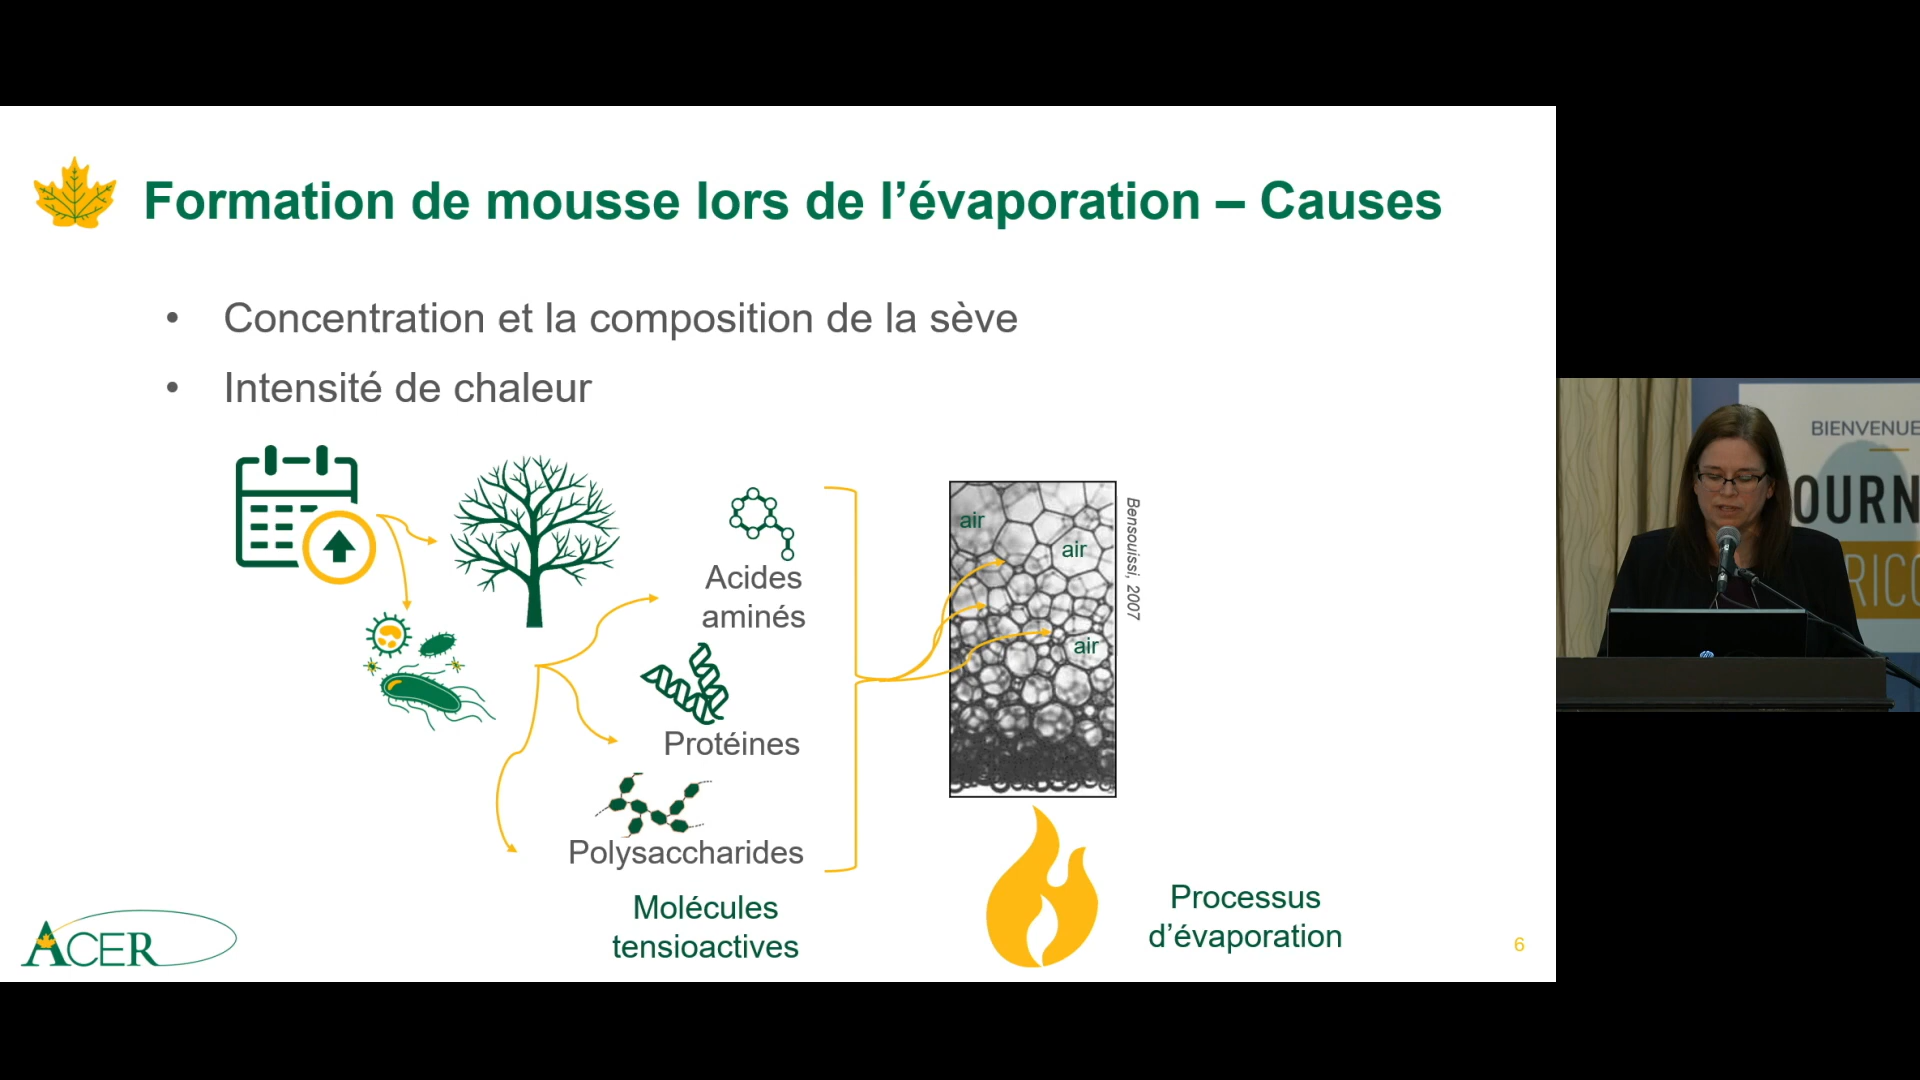 Formation de mousse lors de l’évaporation – Causes
• Concentration et la composition de la sève
• Intensité de chaleur
Acides
aminés
Protéines
Polysaccharides
Molécules
tensioactives
air
air
air
Bensouissi, 2007
Processus
d’évaporation
ACER
6
BIENVENUE
OURN
RICO